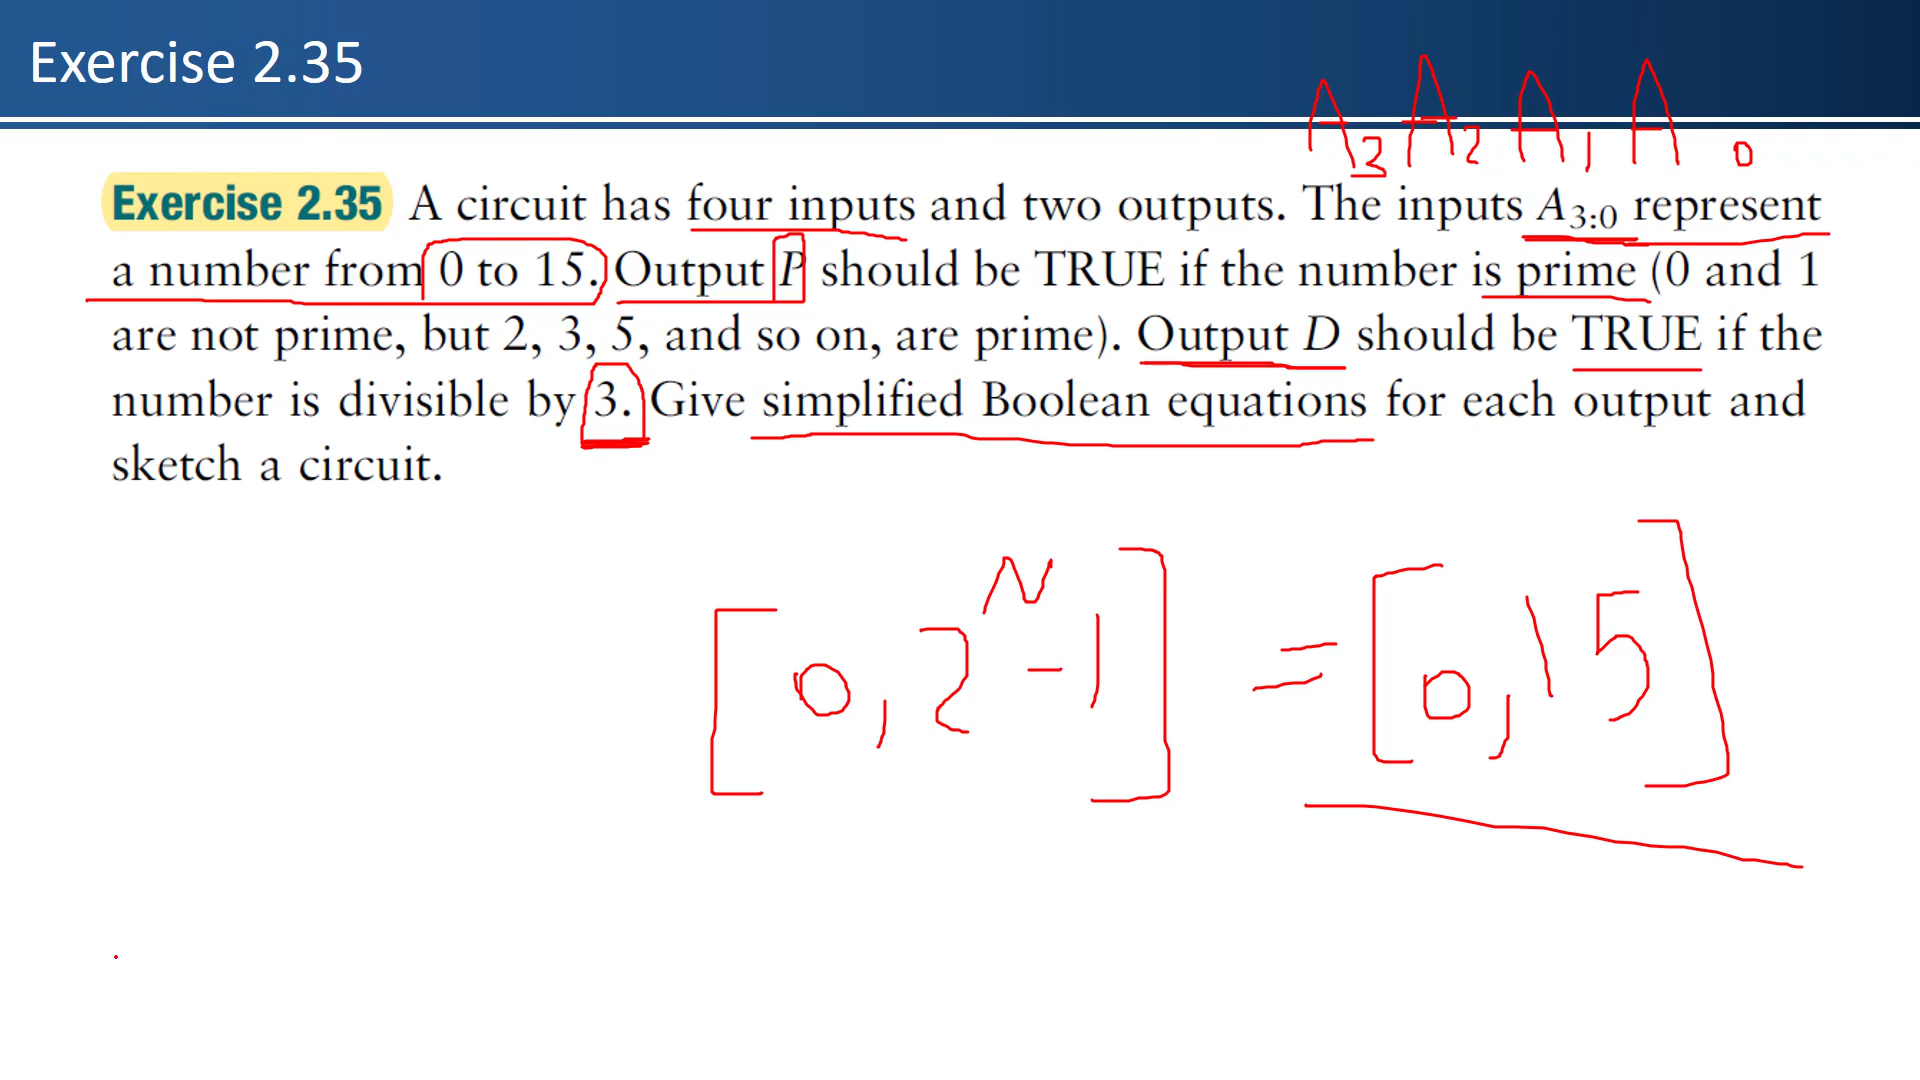 Exercise 2.35
A3 A2 A1 A0
Exercise 2.35 A circuit has four inputs and two outputs. The inputs A3:0 represent
a number from 0 to 15. Output P should be TRUE if the number is prime (0 and 1
are not prime, but 2, 3, 5, and so on, are prime). Output D should be TRUE if the
number is divisible by 3. Give simplified Boolean equations for each output and
sketch a circuit.
[0, 2^N-1] = [0, 15]